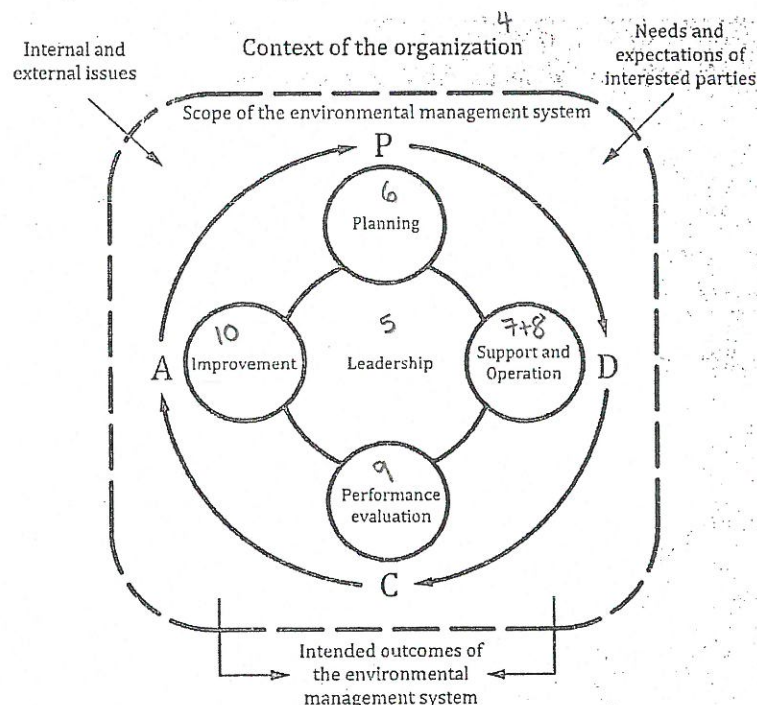 4
Internal and
external issues
Context of the organization
Needs and
expectations of
interested parties
Scope of the environmental management system
P
6
Planning
10
Improvement
5
Leadership
7+8
Support and
Operation
A
D
9
Performance
evaluation
C
Intended outcomes of
the environmental
management system